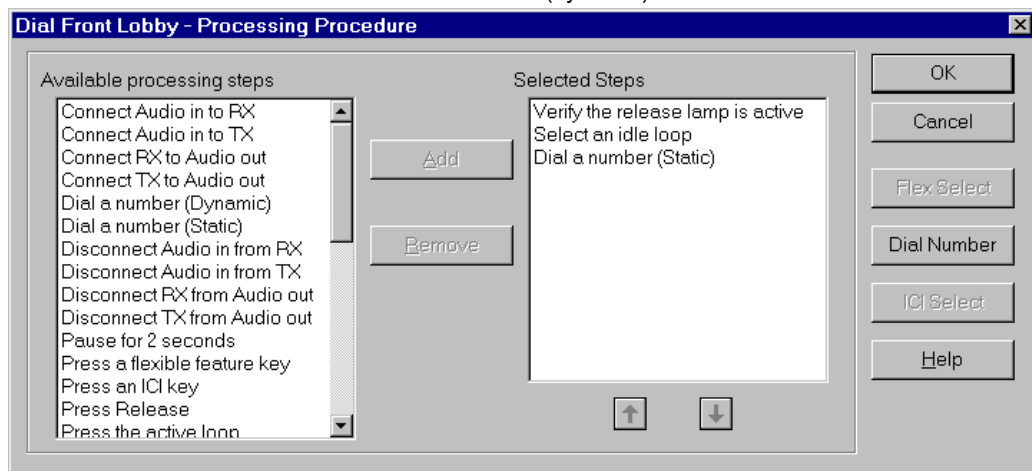 Dial Front Lobby - Processing Procedure
Available processing steps
Connect Audio in to RX
Connect Audio in to TX
Connect RX to Audio out
Connect TX to Audio out
Dial a number (Dynamic)
Dial a number (Static)
Disconnect Audio in from RX
Disconnect Audio in from TX
Disconnect RX from Audio out
Disconnect TX from Audio out
Pause for 2 seconds
Press a flexible feature key
Press an ICI key
Press Release
Press the active loop
Add
Remove
Selected Steps
Verify the release lamp is active
Select an idle loop
Dial a number (Static)
OK
Cancel
Flex Select
Dial Number
ICI Select
Help